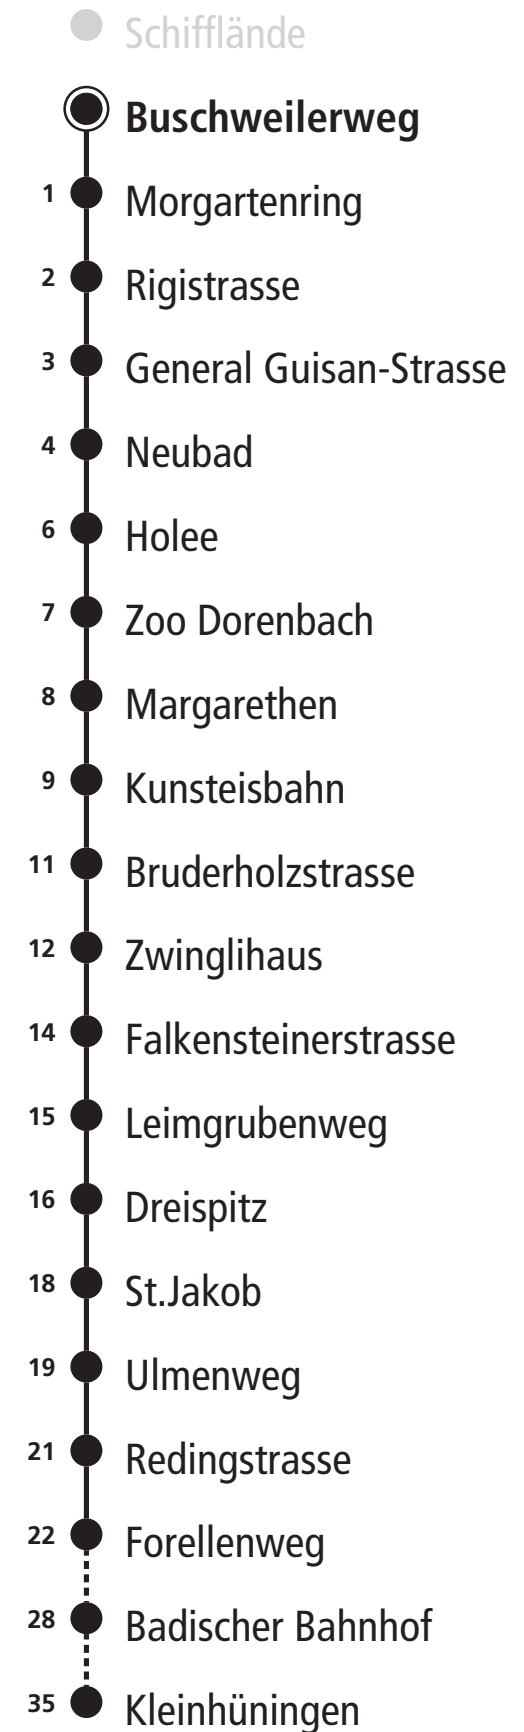 Schifflände
Buschweilerweg
1 Morgartenring
2 Rigistrasse
3 General Guisan-Strasse
4 Neubad
6 Holee
7 Zoo Dorenbach
8 Margarethen
9 Kunsteisbahn
11 Bruderholzstrasse
12 Zwinglihaus
14 Falkensteinerstrasse
15 Leimgrubenweg
16 Dreispitz
18 St.Jakob
19 Ulmenweg
21 Redingstrasse
22 Forellenweg
28 Badischer Bahnhof
35 Kleinhüningen